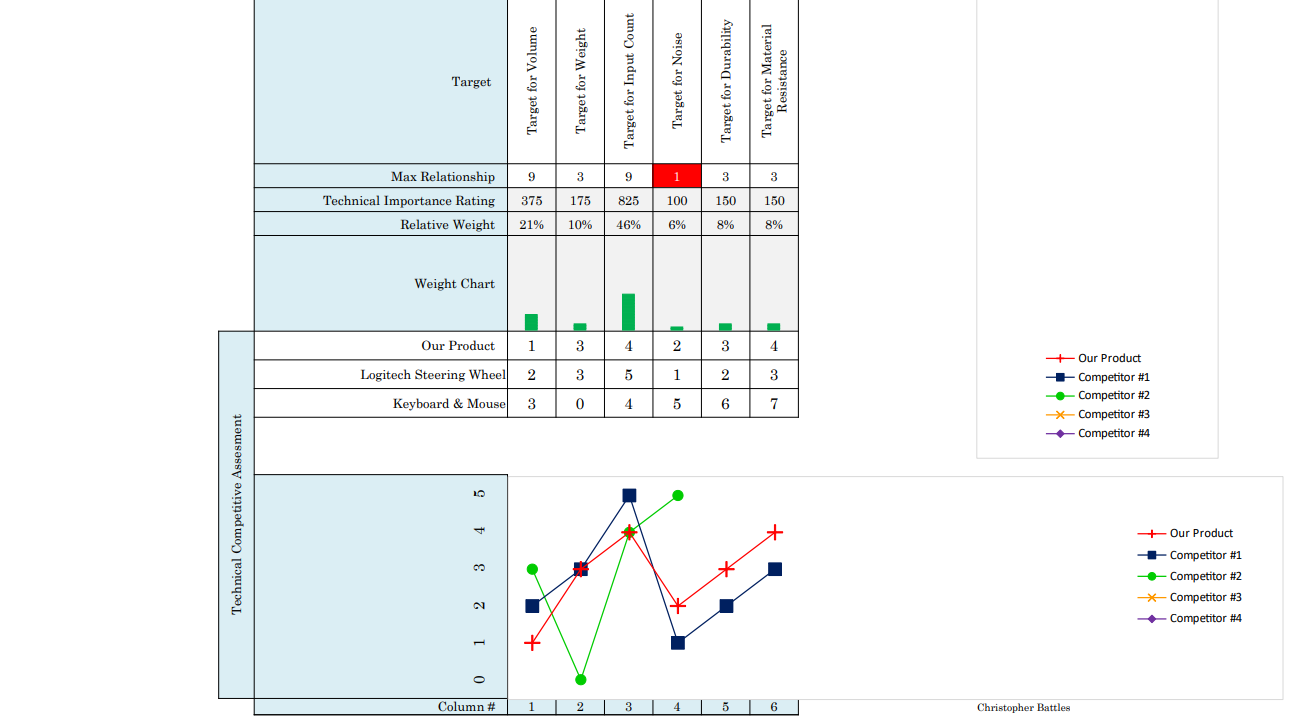 Target
Target for Volume
Target for Weight
Target for Input Count
Target for Noise
Target for Durability
Target for Material
Resistance
Max Relationship 9 3 9 1 3 3
Technical Importance Rating 375 175 825 100 150 150
Relative Weight 21% 10% 46% 6% 8% 8%
Weight Chart
Technical Competitive Assesment
Our Product 1 3 4 2 3 4
Logitech Steering Wheel 2 3 5 1 2 3
Keyboard & Mouse 3 0 4 5 6 7
Our Product
Competitor #1
Competitor #2
Competitor #3
Competitor #4
5
4
3
2
1
0
Our Product
Competitor #1
Competitor #2
Competitor #3
Competitor #4
Column # 1 2 3 4 5 6
Christopher Battles